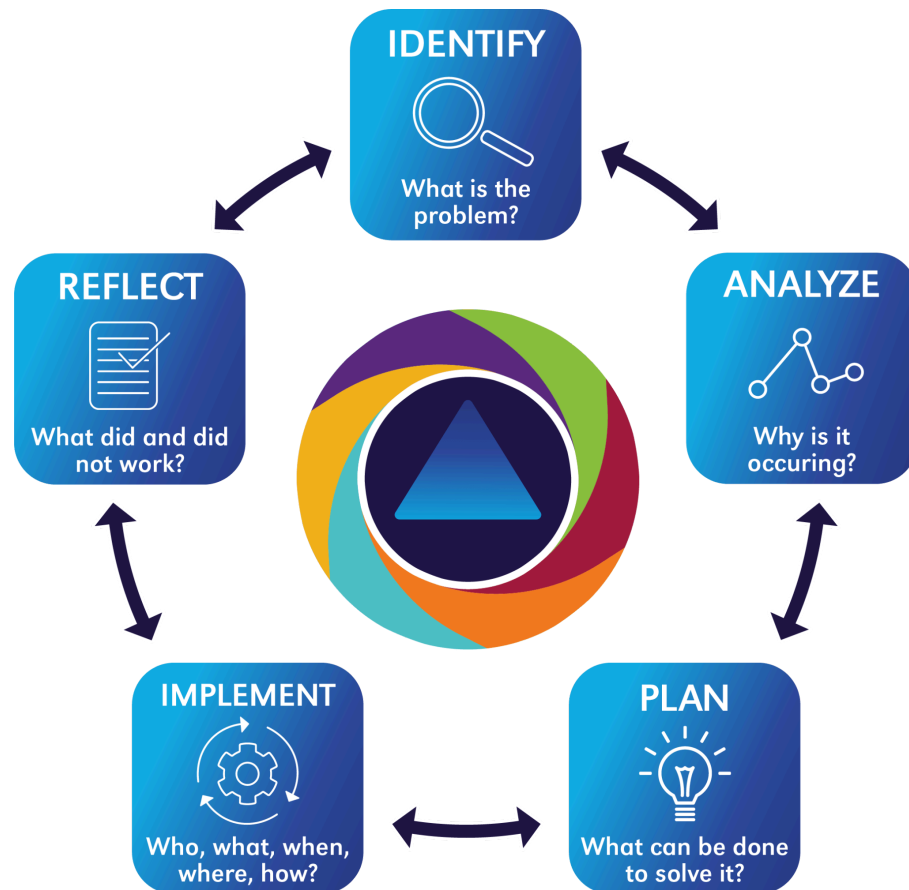 IDENTIFY
What is the
problem?
ANALYZE
Why is it
occuring?
PLAN
What can be done
to solve it?
IMPLEMENT
Who, what, when,
where, how?
REFLECT
What did and did
not work?